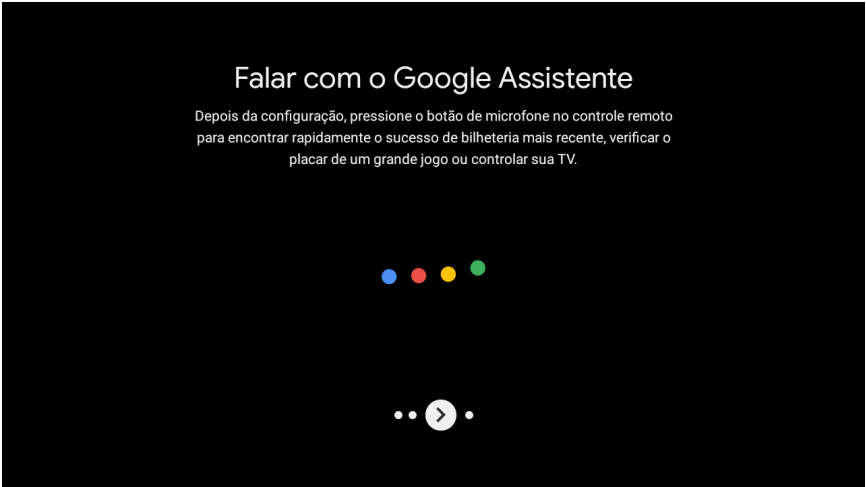 Falar com o Google Assistente
Depois da configuração, pressione o botão de microfone no controle remoto
para encontrar rapidamente o sucesso de bilheteria mais recente, verificar o
placar de um grande jogo ou controlar sua TV.